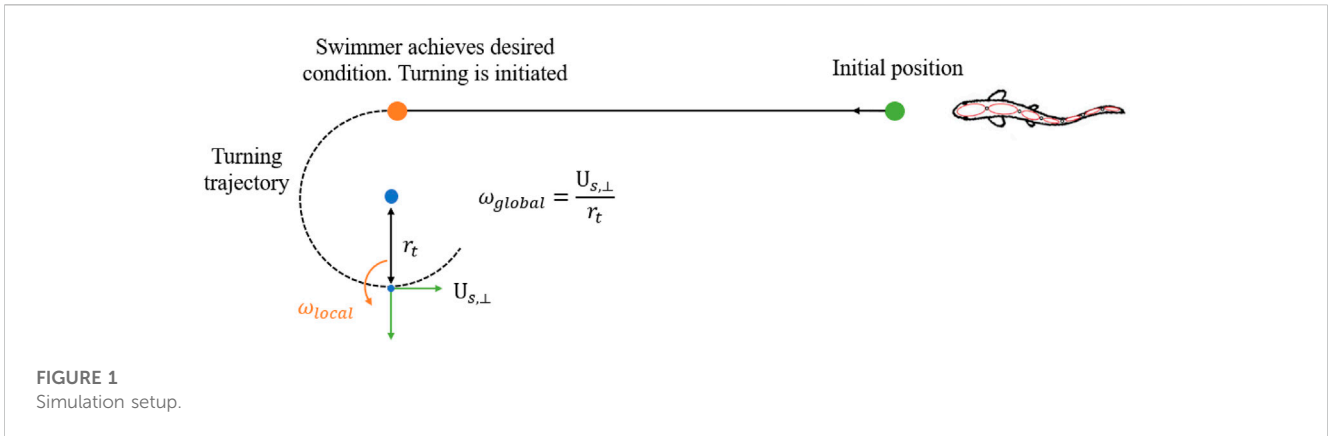 Swimmer achieves desired
condition. Turning is initiated
Initial position
Turning
trajectory
ω_global = U_s,⊥ / r_t
r_t
U_s,⊥
ω_local
FIGURE 1
Simulation setup.